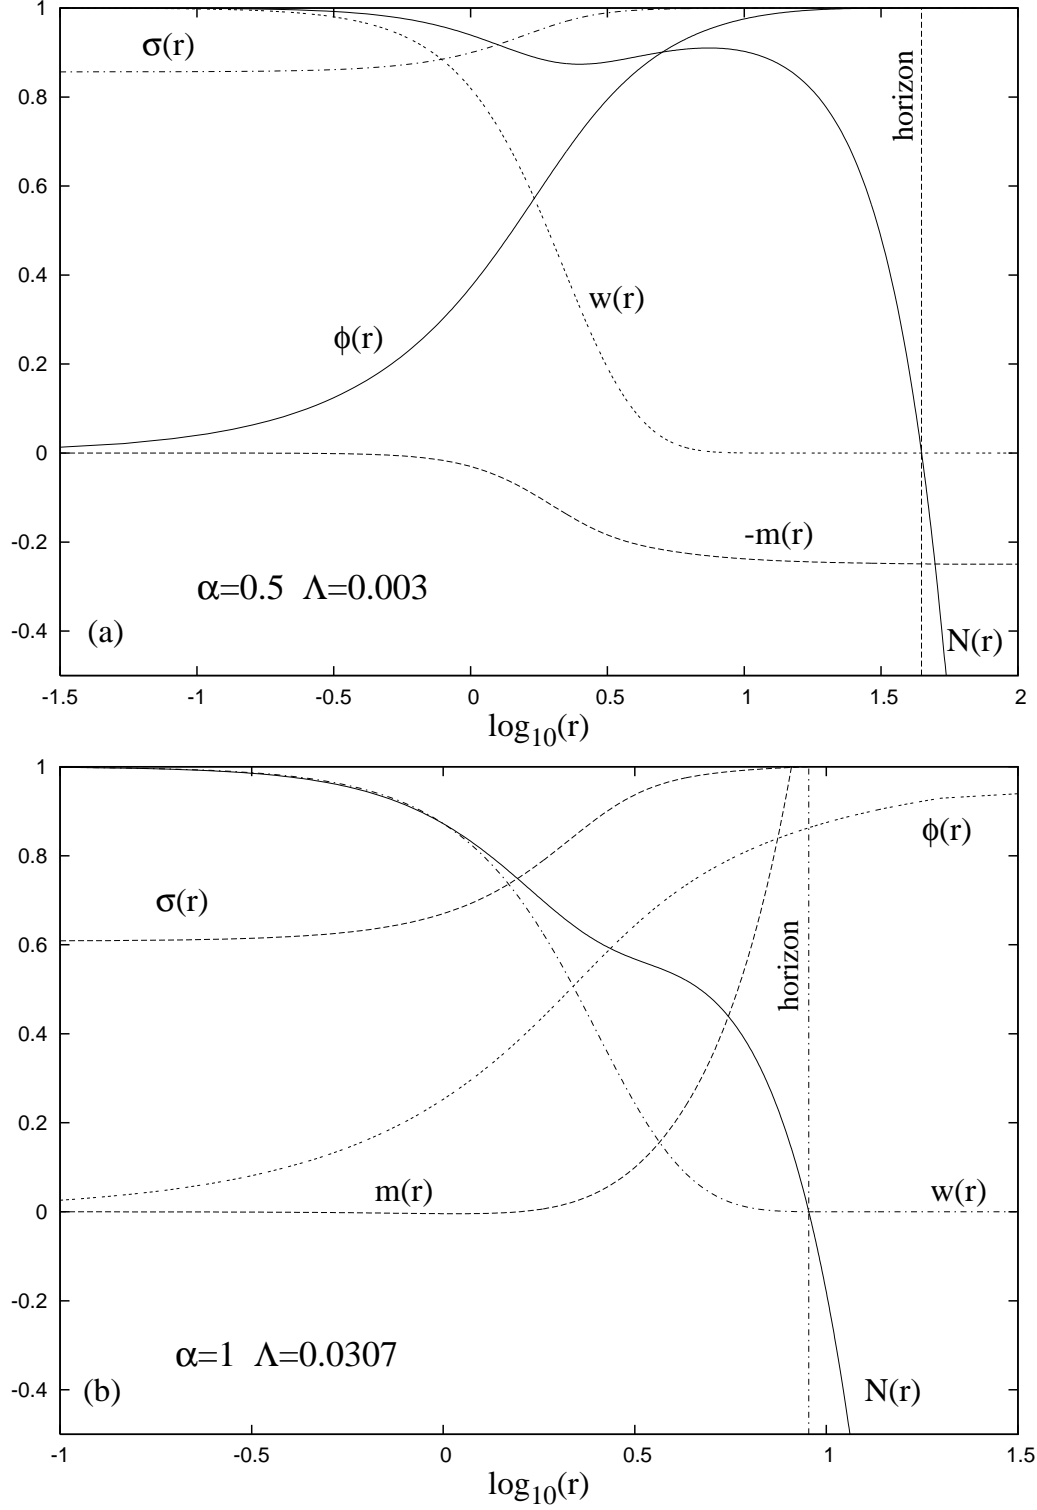 1
σ(r)
0.8
horizon
0.6
0.4
w(r)
ϕ(r)
0.2
0
-m(r)
-0.2
α=0.5 Λ=0.003
-0.4
(a)
N(r)
-1.5 -1 -0.5 0 0.5 1 1.5 2
log10(r)
1
ϕ(r)
0.8
σ(r)
horizon
0.6
0.4
0.2
m(r)
w(r)
0
-0.2
α=1 Λ=0.0307
-0.4
(b)
N(r)
-1 -0.5 0 0.5 1 1.5
log10(r)